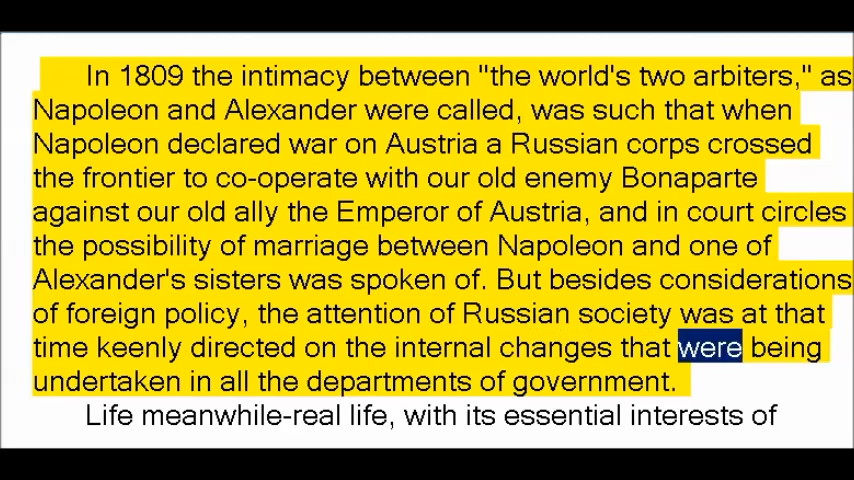 In 1809 the intimacy between "the world's two arbiters," as
Napoleon and Alexander were called, was such that when
Napoleon declared war on Austria a Russian corps crossed
the frontier to co-operate with our old enemy Bonaparte
against our old ally the Emperor of Austria, and in court circles
the possibility of marriage between Napoleon and one of
Alexander's sisters was spoken of. But besides considerations
of foreign policy, the attention of Russian society was at that
time keenly directed on the internal changes that were being
undertaken in all the departments of government.
Life meanwhile-real life, with its essential interests of